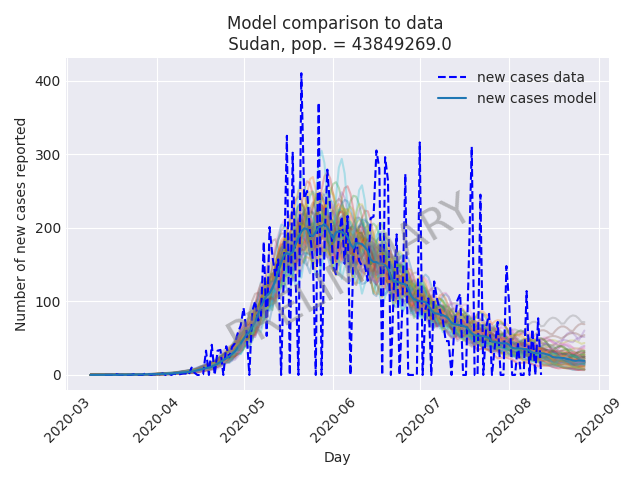 Model comparison to data
Sudan, pop. = 43849269.0
Number of new cases reported
400
300
200
100
0
new cases data
new cases model
PRELIMINARY
2020-03
2020-04
2020-05
2020-06
2020-07
2020-08
2020-09
Day